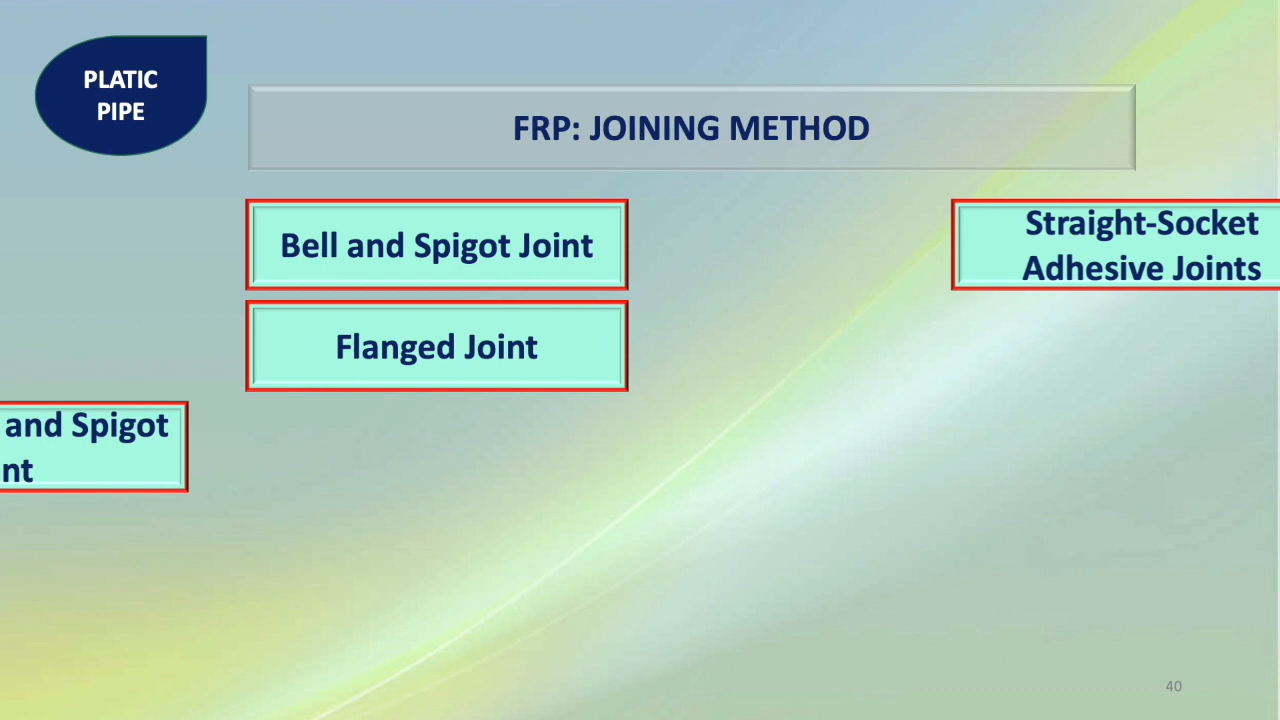 PLATIC
PIPE
FRP: JOINING METHOD
Bell and Spigot Joint
Straight-Socket
Adhesive Joints
Flanged Joint
and Spigot
nt
40